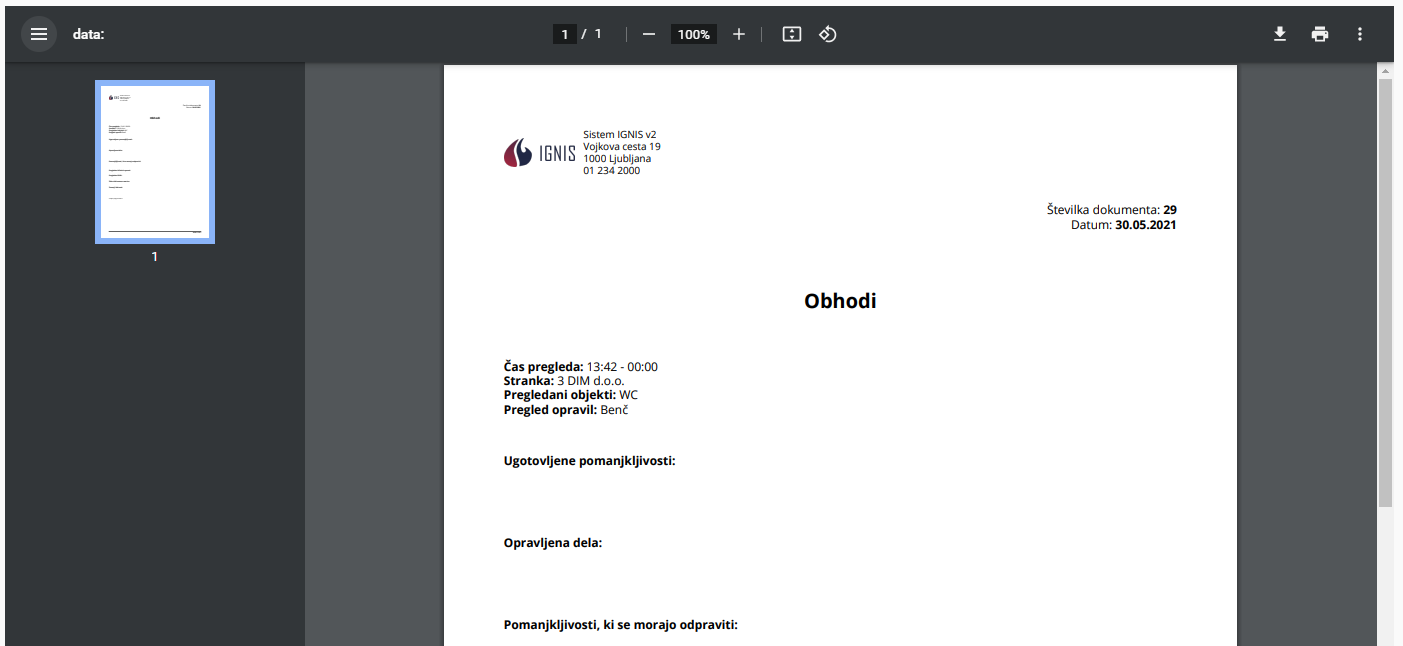 data:
1 / 1
100%
1
IGNIS
Sistem IGNIS v2
Vojkova cesta 19
1000 Ljubljana
01 234 2000
Številka dokumenta: 29
Datum: 30.05.2021
Obhodi
Čas pregleda: 13:42 - 00:00
Stranka: 3 DIM d.o.o.
Pregledani objekti: WC
Pregled opravil: Benč
Ugotovljene pomanjkljivosti:
Opravljena dela:
Pomanjkljivosti, ki se morajo odpraviti: